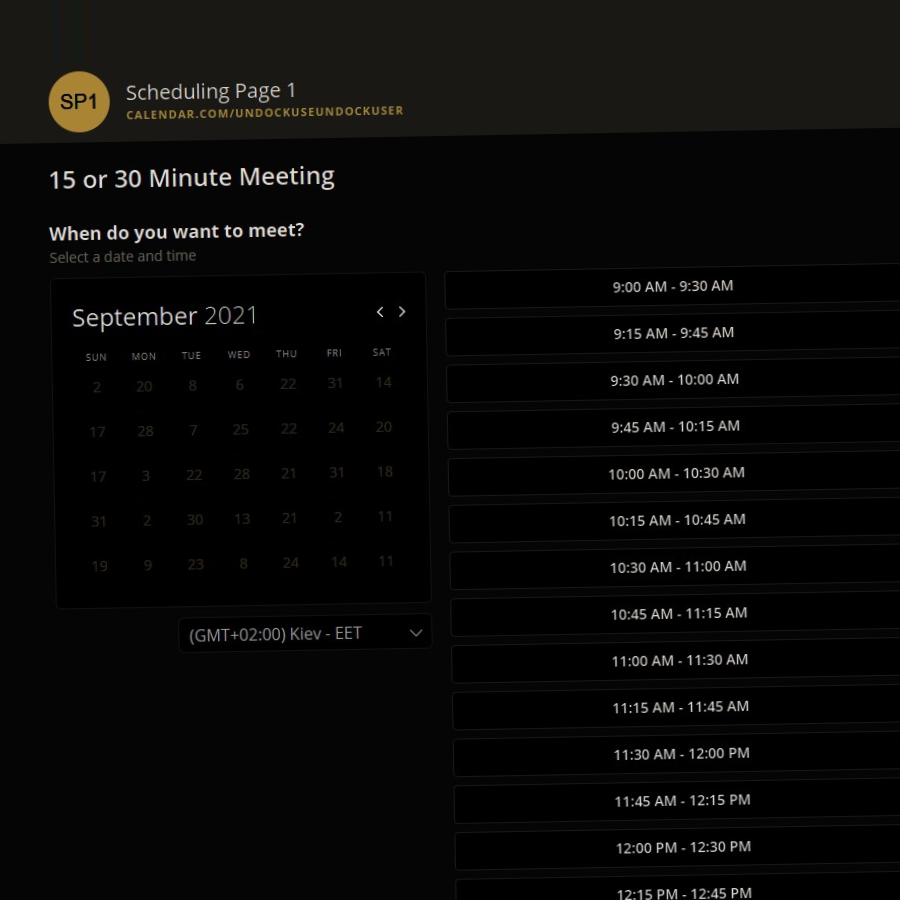 SP1
Scheduling Page 1
CALENDAR.COM/UNDOCKUSEUNDOCKUSER
15 or 30 Minute Meeting
When do you want to meet?
Select a date and time
September 2021
SUN MON TUE WED THU FRI SAT
2 20 8 6 22 31 14
17 28 7 25 22 24 20
17 3 22 28 21 31 18
31 2 30 13 21 2 11
19 9 23 8 24 14 11
(GMT+02:00) Kiev - EET
9:00 AM - 9:30 AM
9:15 AM - 9:45 AM
9:30 AM - 10:00 AM
9:45 AM - 10:15 AM
10:00 AM - 10:30 AM
10:15 AM - 10:45 AM
10:30 AM - 11:00 AM
10:45 AM - 11:15 AM
11:00 AM - 11:30 AM
11:15 AM - 11:45 AM
11:30 AM - 12:00 PM
11:45 AM - 12:15 PM
12:00 PM - 12:30 PM
12:15 PM - 12:45 PM